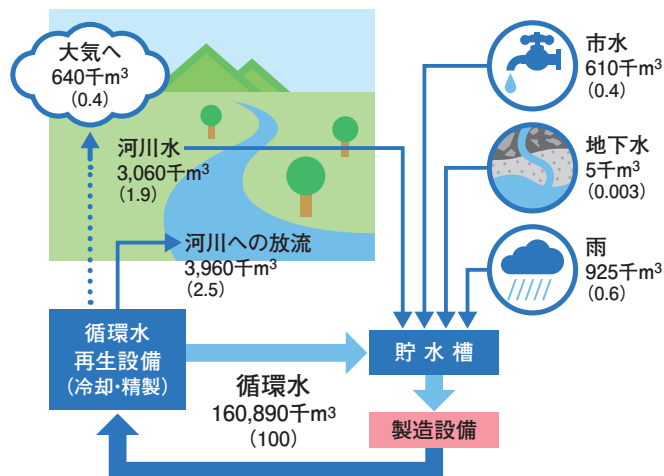 大気へ
640千m³
(0.4)
市水
610千m³
(0.4)
河川水
3,060千m³
(1.9)
地下水
5千m³
(0.003)
河川への放流
3,960千m³
(2.5)
雨
925千m³
(0.6)
循環水
再生設備
(冷却・精製)
貯水槽
循環水
160,890千m³
(100)
製造設備